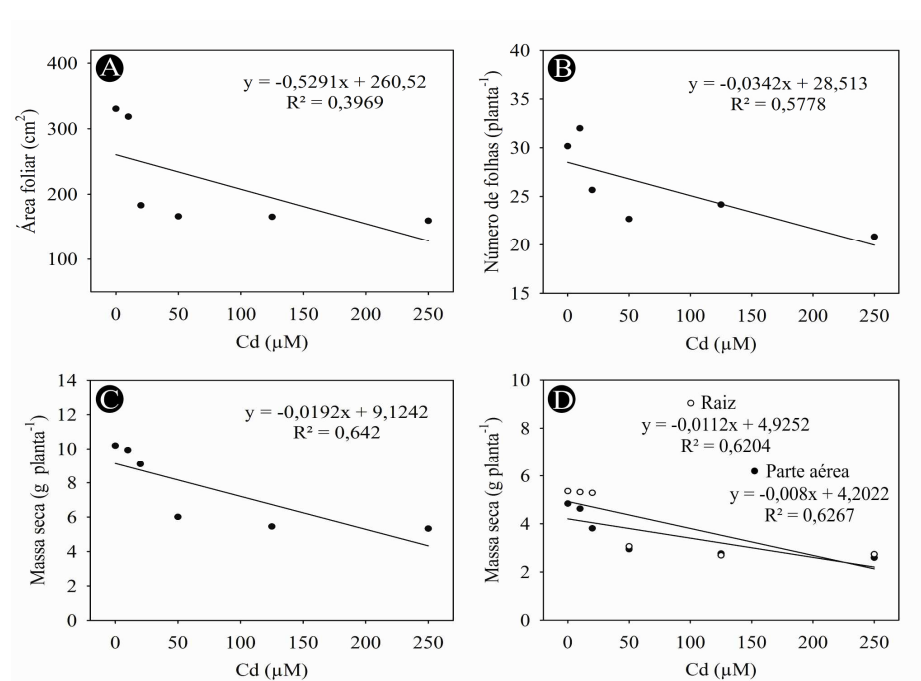 A
y = -0,5291x + 260,52
R² = 0,3969
Área foliar (cm²)
400
300
200
100
0 50 100 150 200 250
Cd (µM)
B
y = -0,0342x + 28,513
R² = 0,5778
Número de folhas (planta⁻¹)
40
35
30
25
20
15
0 50 100 150 200 250
Cd (µM)
C
y = -0,0192x + 9,1242
R² = 0,642
Massa seca (g planta⁻¹)
14
12
10
8
6
4
2
0
0 50 100 150 200 250
Cd (µM)
D
Raiz
y = -0,0112x + 4,9252
R² = 0,6204
Parte aérea
y = -0,008x + 4,2022
R² = 0,6267
Massa seca (g planta⁻¹)
10
8
6
4
2
0
0 50 100 150 200 250
Cd (µM)